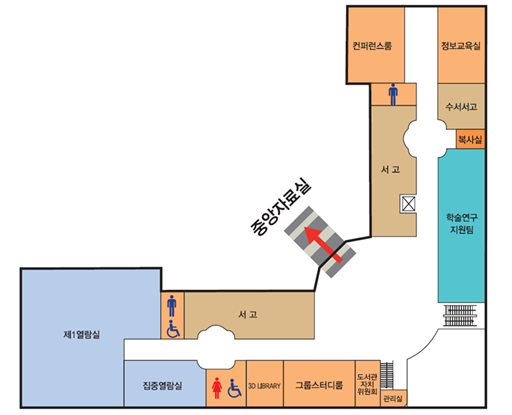 컨퍼런스룸
정보교육실
수서서고
복사실
서 고
중앙자료실
학술연구
지원팀
서 고
제1열람실
집중열람실
3D LIBRARY
그룹스터디룸
도서관
자치
위원회
관리실